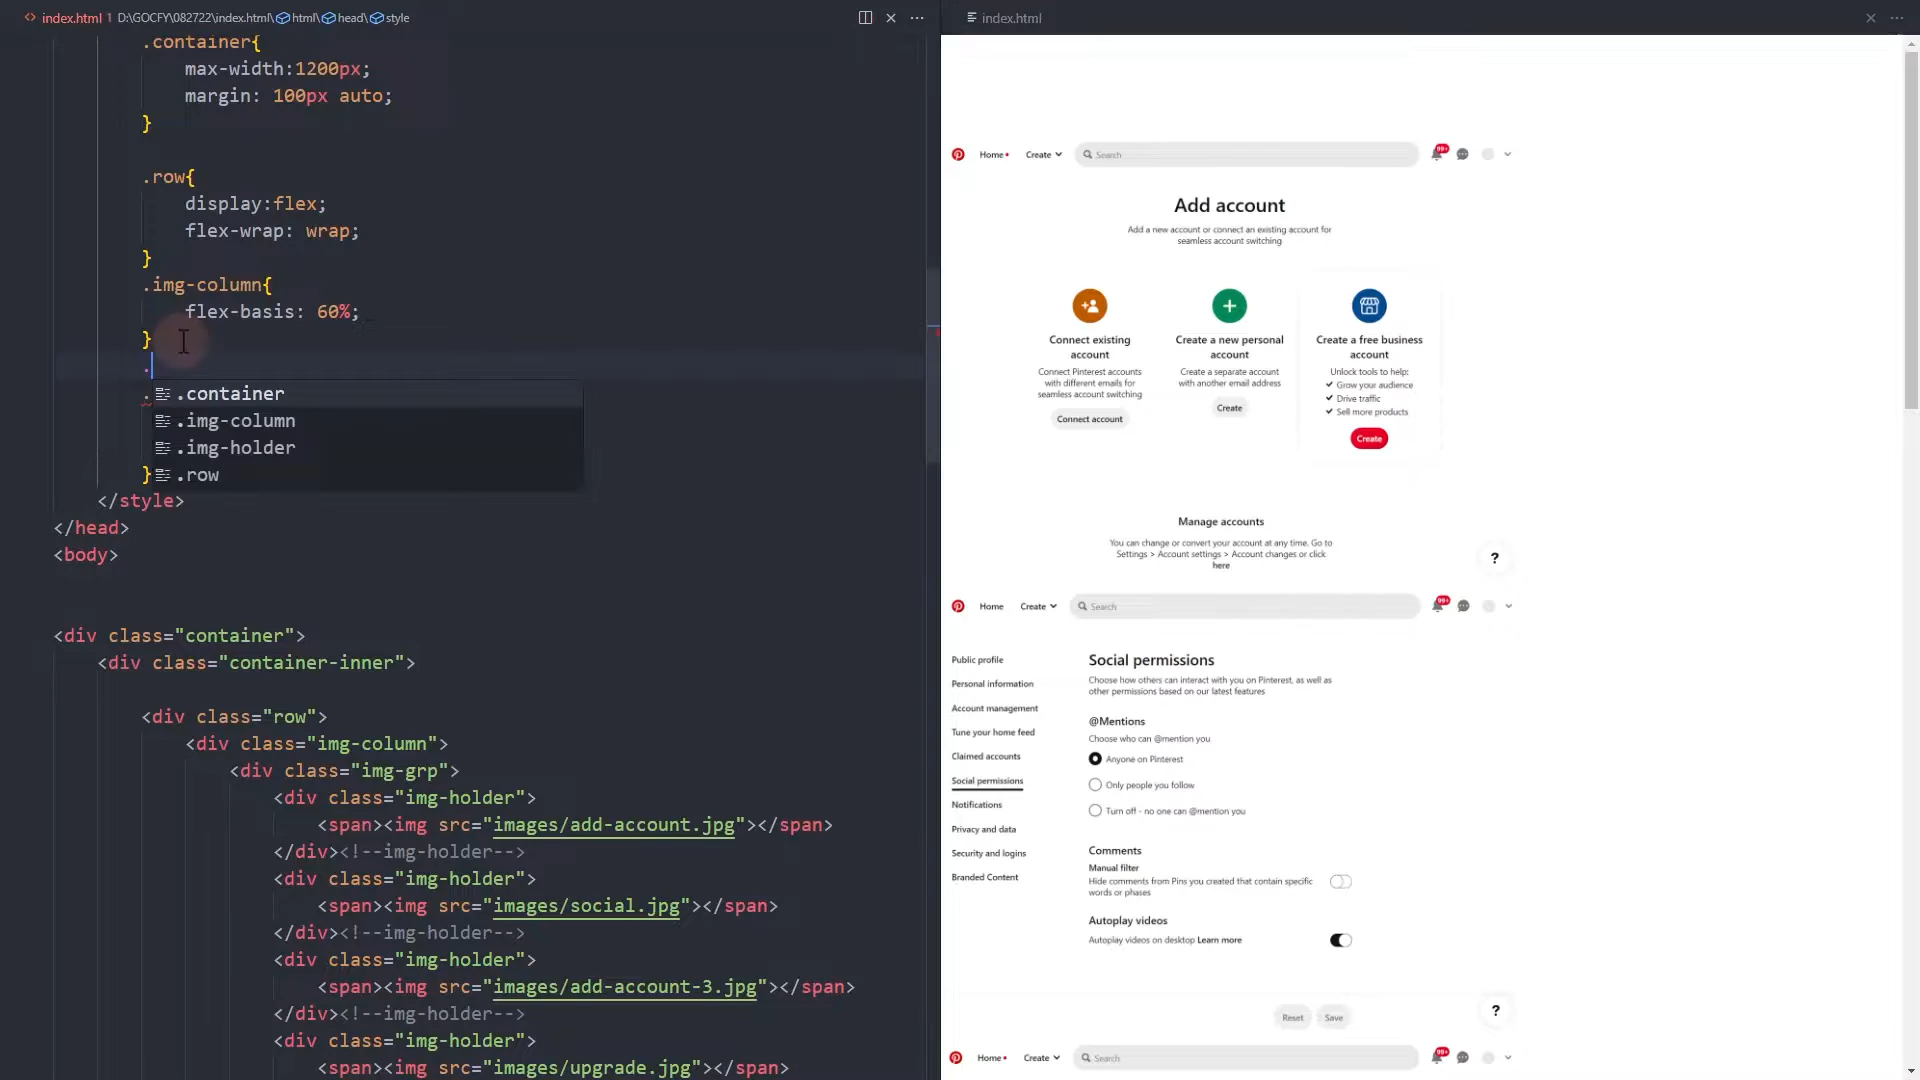 index.html 1 D:\GOCFY\082722\index.html\html\head\style
.container{
max-width:1200px;
margin: 100px auto;
}
.row{
display:flex;
flex-wrap: wrap;
}
.img-column{
flex-basis: 60%;
}
.
.container
.img-column
.img-holder
.row
}
</style>
</head>
<body>
<div class="container">
<div class="container-inner">
<div class="row">
<div class="img-column">
<div class="img-grp">
<div class="img-holder">
<span><img src="images/add-account.jpg"></span>
</div><!--img-holder-->
<div class="img-holder">
<span><img src="images/social.jpg"></span>
</div><!--img-holder-->
<div class="img-holder">
<span><img src="images/add-account-3.jpg"></span>
</div><!--img-holder-->
<div class="img-holder">
<span><img src="images/upgrade.jpg"></span>
index.html
Home Create Search 99+
Add account
Add a new account or connect an existing account for
seamless account switching
Connect existing
account
Connect Pinterest accounts
with different emails for
seamless account switching
Connect account
Create a new personal
account
Create a separate account
with another email address
Create
Create a free business
account
Unlock tools to help:
Grow your audience
Drive traffic
Sell more products
Create
Manage accounts
You can change or convert your account at any time. Go to
Settings > Account settings > Account changes or click
here
?
Home Create Search 99+
Public profile
Personal information
Account management
Tune your home feed
Claimed accounts
Social permissions
Notifications
Privacy and data
Security and logins
Branded Content
Social permissions
Choose how others can interact with you on Pinterest, as well as
other permissions based on our latest features
@Mentions
Choose who can @mention you
Anyone on Pinterest
Only people you follow
Turn off - no one can @mention you
Comments
Manual filter
Hide comments from Pins you created that contain specific
words or phases
Autoplay videos
Autoplay videos on desktop Learn more
Reset Save
?
Home Create Search 99+